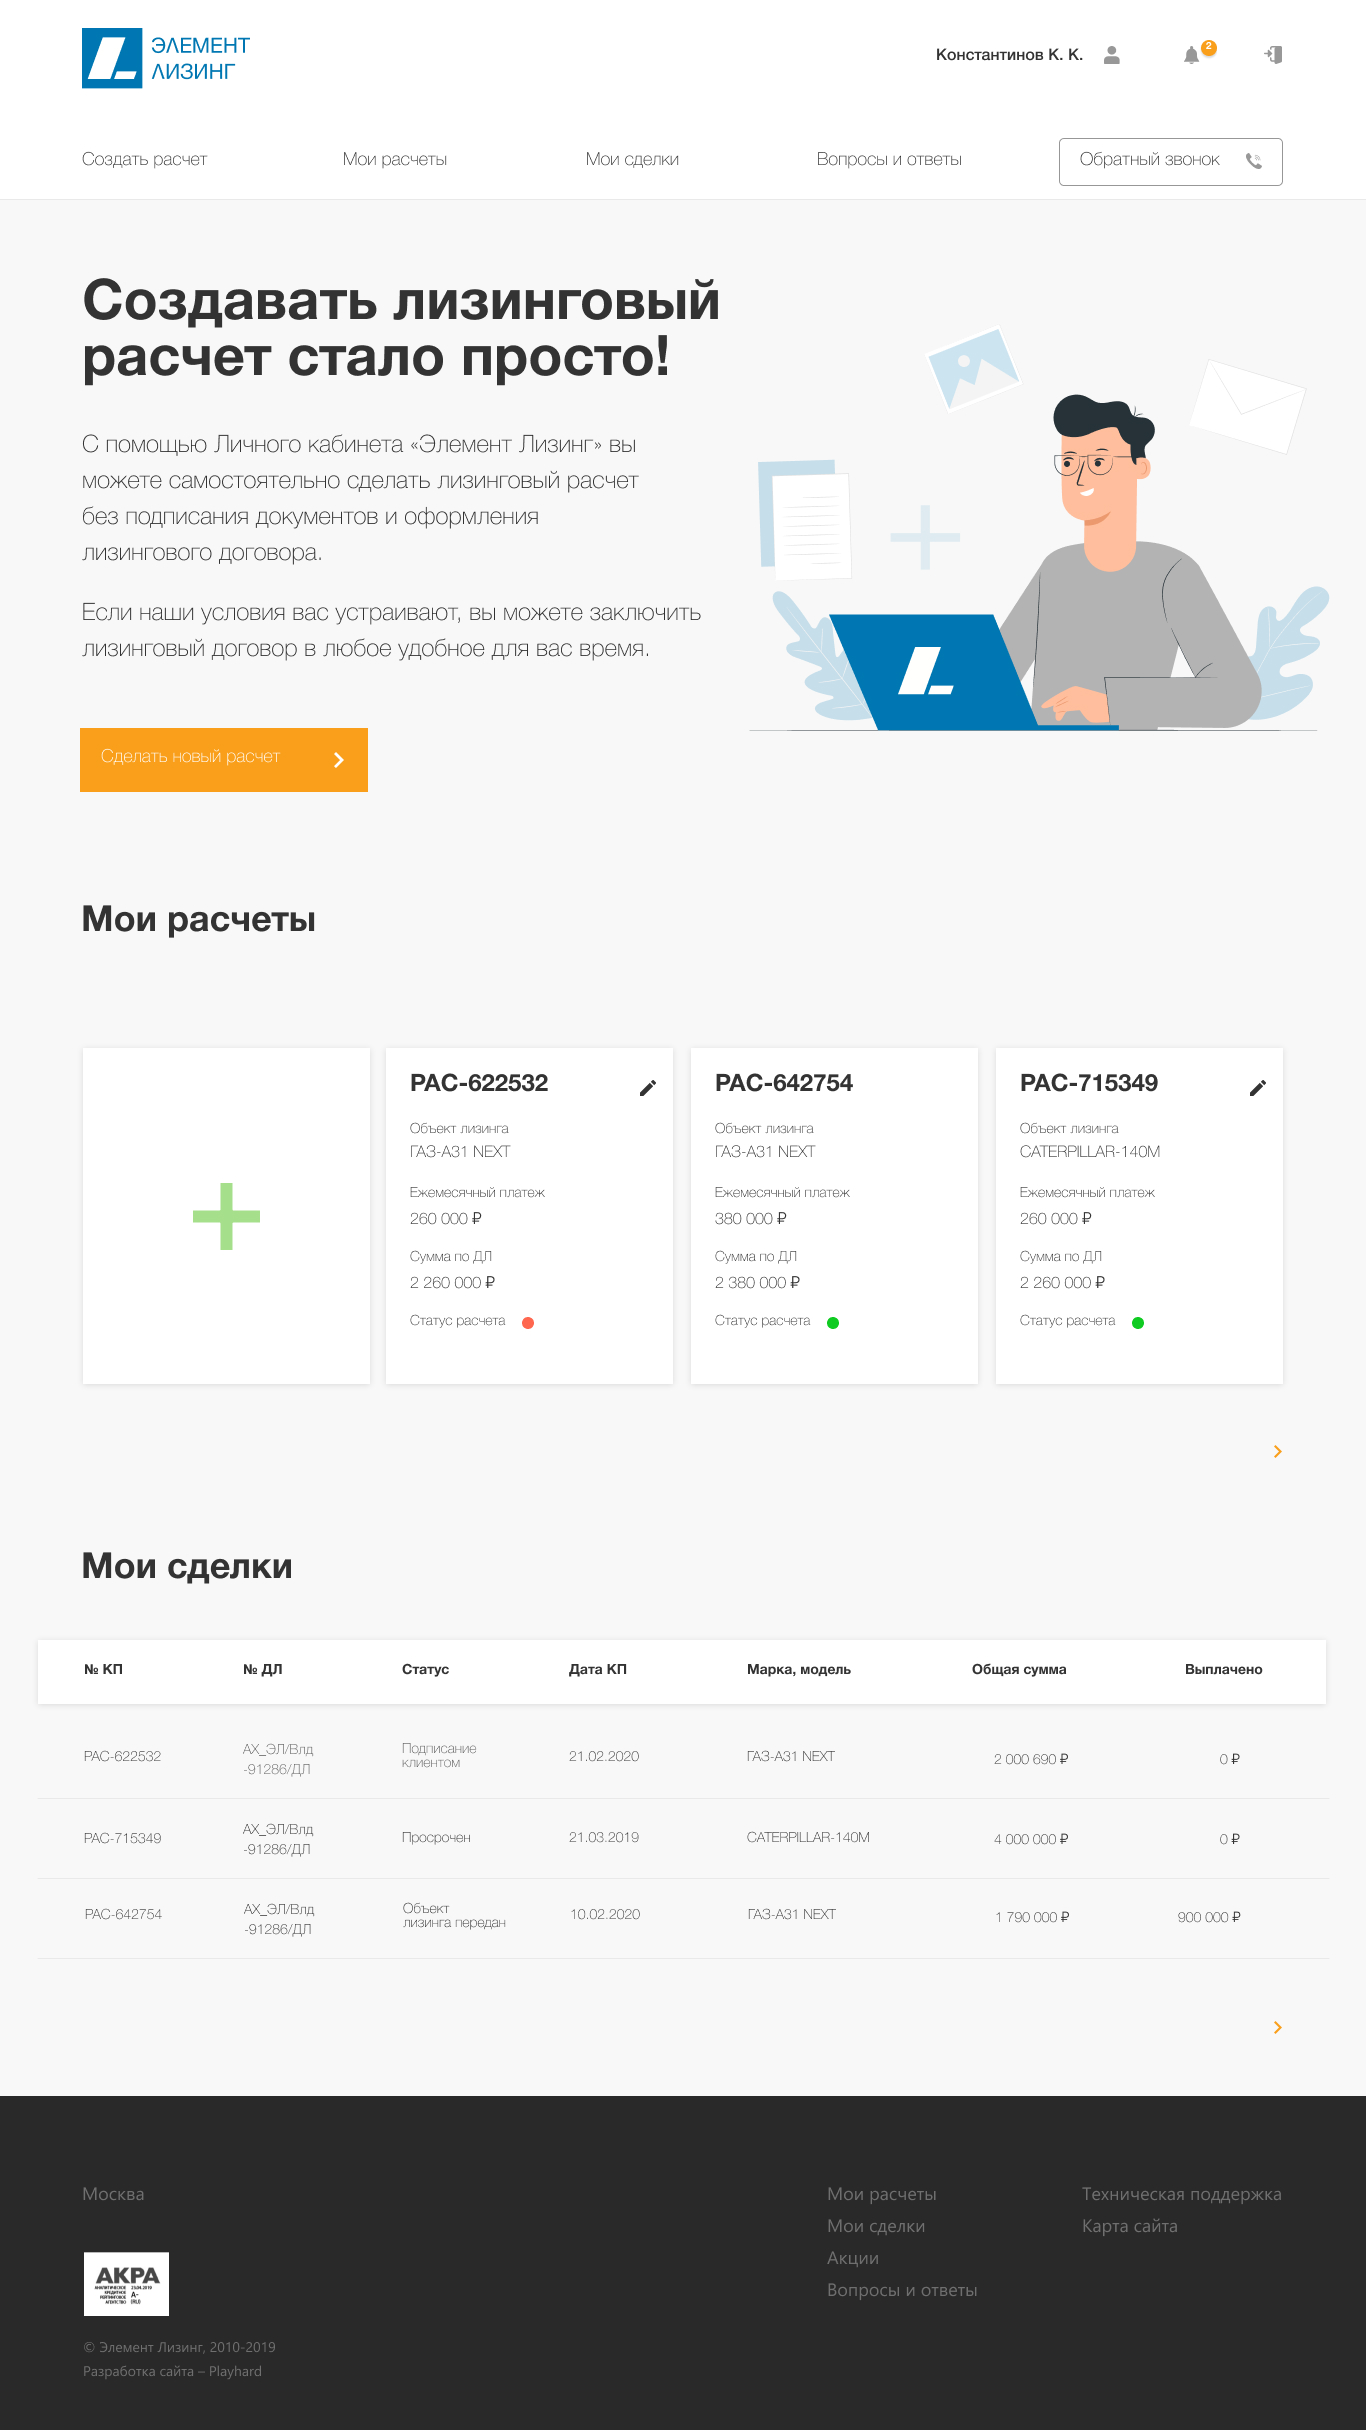 ЭЛЕМЕНТ
ЛИЗИНГ
Константинов К. К.
2
Создать расчет
Мои расчеты
Мои сделки
Вопросы и ответы
Обратный звонок
Создавать лизинговый
расчет стало просто!
С помощью Личного кабинета «Элемент Лизинг» вы
можете самостоятельно сделать лизинговый расчет
без подписания документов и оформления
лизингового договора.
Если наши условия вас устраивают, вы можете заключить
лизинговый договор в любое удобное для вас время.
Сделать новый расчет
Мои расчеты
РАС-622532
Объект лизинга
ГАЗ-А31 NEXT
Ежемесячный платеж
260 000 ₽
Сумма по ДЛ
2 260 000 ₽
Статус расчета
РАС-642754
Объект лизинга
ГАЗ-А31 NEXT
Ежемесячный платеж
380 000 ₽
Сумма по ДЛ
2 380 000 ₽
Статус расчета
РАС-715349
Объект лизинга
CATERPILLAR-140M
Ежемесячный платеж
260 000 ₽
Сумма по ДЛ
2 260 000 ₽
Статус расчета
Мои сделки
№ КП № ДЛ Статус Дата КП Марка, модель Общая сумма Выплачено
РАС-622532
АХ_ЭЛ/Влд
-91286/ДЛ
Подписание
клиентом
21.02.2020
ГАЗ-А31 NEXT
2 000 690 ₽
0 ₽
РАС-715349
АХ_ЭЛ/Влд
-91286/ДЛ
Просрочен
21.03.2019
CATERPILLAR-140M
4 000 000 ₽
0 ₽
РАС-642754
АХ_ЭЛ/Влд
-91286/ДЛ
Объект
лизинга передан
10.02.2020
ГАЗ-А31 NEXT
1 790 000 ₽
900 000 ₽
Москва
Мои расчеты
Мои сделки
Акции
Вопросы и ответы
Техническая поддержка
Карта сайта
АКРА
АНАЛИТИЧЕСКОЕ
КРЕДИТНОЕ
РЕЙТИНГОВОЕ
АГЕНТСТВО
© Элемент Лизинг, 2010-2019
Разработка сайта – Playhard